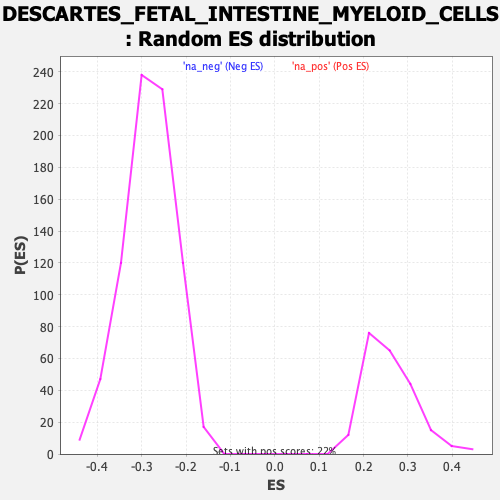 DESCARTES_FETAL_INTESTINE_MYELOID_CELLS
: Random ES distribution
'na_neg' (Neg ES) 'na_pos' (Pos ES)
240
220
200
180
160
140
120
100
80
60
40
20
0
P(ES)
Sets with pos scores: 22%
-0.4 -0.3 -0.2 -0.1 0.0 0.1 0.2 0.3 0.4
ES